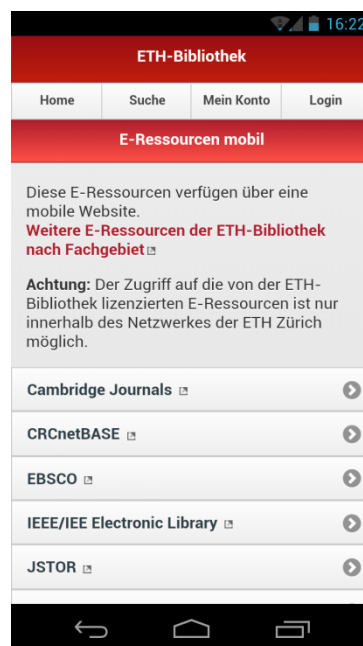 16:22
ETH-Bibliothek
Home Suche Mein Konto Login
E-Ressourcen mobil
Diese E-Ressourcen verfügen über eine
mobile Website.
Weitere E-Ressourcen der ETH-Bibliothek
nach Fachgebiet
Achtung: Der Zugriff auf die von der ETH-
Bibliothek lizenzierten E-Ressourcen ist nur
innerhalb des Netzwerkes der ETH Zürich
möglich.
Cambridge Journals
CRCnetBASE
EBSCO
IEEE/IEE Electronic Library
JSTOR